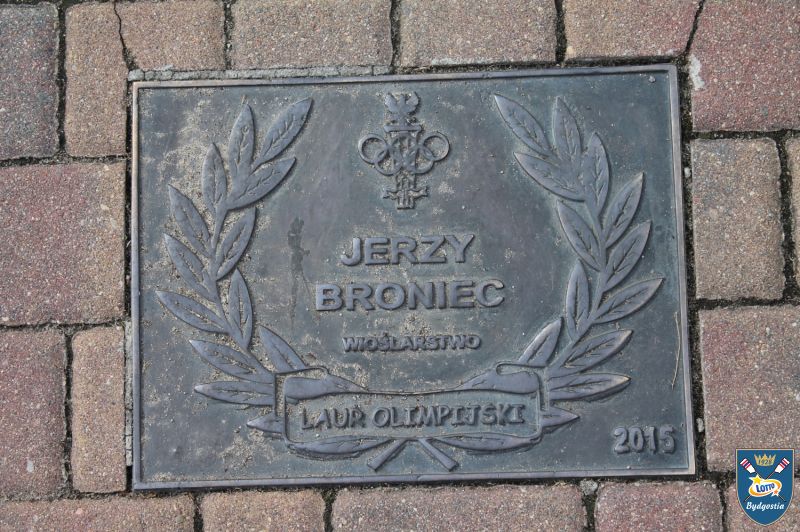 JERZY
BRONIEC
WIOŚLARSTWO
LAUR OLIMPIJSKI
2015
LOTTO
Bydgostia